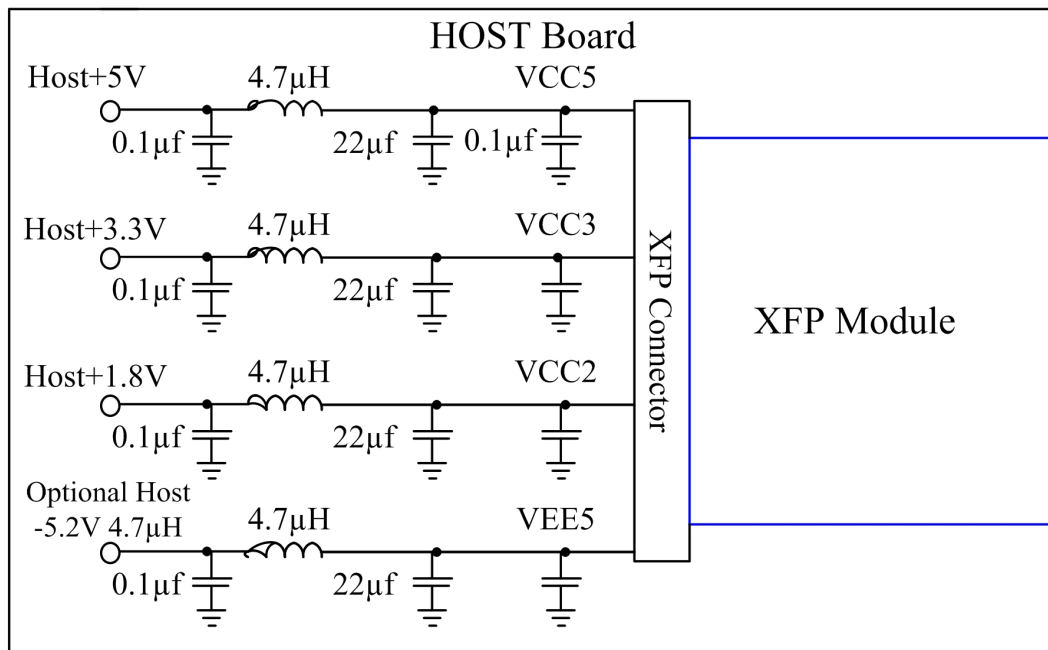 HOST Board
Host+5V
4.7µH
VCC5
0.1µf
22µf
0.1µf
Host+3.3V
4.7µH
VCC3
0.1µf
22µf
XFP Connector
XFP Module
Host+1.8V
4.7µH
VCC2
0.1µf
22µf
Optional Host
-5.2V 4.7µH
4.7µH
VEE5
0.1µf
22µf